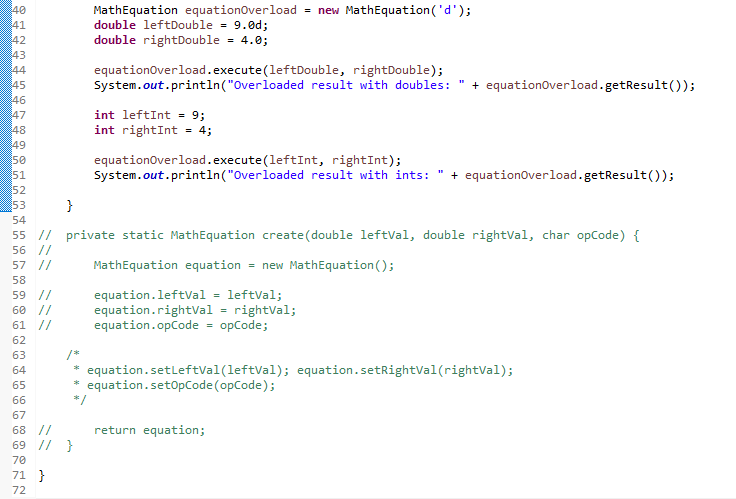 40 MathEquation equationOverload = new MathEquation('d');
41 double leftDouble = 9.0d;
42 double rightDouble = 4.0;
43
44 equationOverload.execute(leftDouble, rightDouble);
45 System.out.println("Overloaded result with doubles: " + equationOverload.getResult());
46
47 int leftInt = 9;
48 int rightInt = 4;
49
50 equationOverload.execute(leftInt, rightInt);
51 System.out.println("Overloaded result with ints: " + equationOverload.getResult());
52
53 }
54
55 // private static MathEquation create(double leftVal, double rightVal, char opCode) {
56 //
57 // MathEquation equation = new MathEquation();
58
59 // equation.leftVal = leftVal;
60 // equation.rightVal = rightVal;
61 // equation.opCode = opCode;
62
63 /*
64 * equation.setLeftVal(leftVal); equation.setRightVal(rightVal);
65 * equation.setOpCode(opCode);
66 */
67
68 // return equation;
69 // }
70
71 }
72